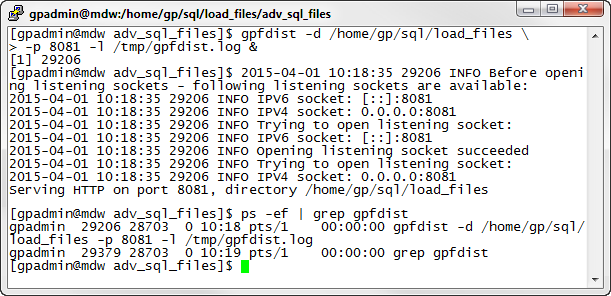 gpadmin@mdw:/home/gp/sql/load_files/adv_sql_files
[gpadmin@mdw adv_sql_files]$ gpfdist -d /home/gp/sql/load_files \
> -p 8081 -l /tmp/gpfdist.log &
[1] 29206
[gpadmin@mdw adv_sql_files]$ 2015-04-01 10:18:35 29206 INFO Before openi
ng listening sockets - following listening sockets are available:
2015-04-01 10:18:35 29206 INFO IPV6 socket: [::]:8081
2015-04-01 10:18:35 29206 INFO IPV4 socket: 0.0.0.0:8081
2015-04-01 10:18:35 29206 INFO Trying to open listening socket:
2015-04-01 10:18:35 29206 INFO IPV6 socket: [::]:8081
2015-04-01 10:18:35 29206 INFO Opening listening socket succeeded
2015-04-01 10:18:35 29206 INFO Trying to open listening socket:
2015-04-01 10:18:35 29206 INFO IPV4 socket: 0.0.0.0:8081
Serving HTTP on port 8081, directory /home/gp/sql/load_files
[gpadmin@mdw adv_sql_files]$ ps -ef | grep gpfdist
gpadmin  29206 28703  0 10:18 pts/1    00:00:00 gpfdist -d /home/gp/sql/
load_files -p 8081 -l /tmp/gpfdist.log
gpadmin  29379 28703  0 10:19 pts/1    00:00:00 grep gpfdist
[gpadmin@mdw adv_sql_files]$